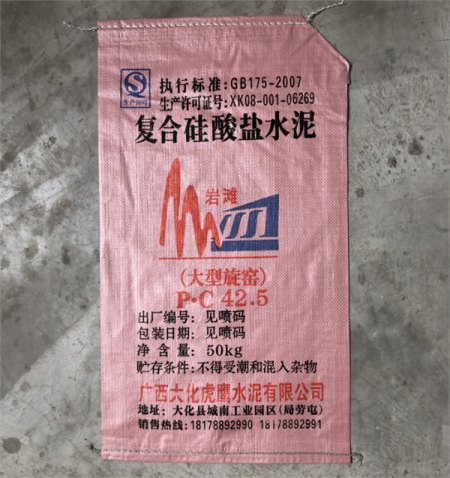 执行标准:GB175-2007
生产许可证号:XK08-001-06269
复合硅酸盐水泥
岩滩
(大型旋窑)
P·C 42.5
出厂编号: 见喷码
包装日期: 见喷码
净 含 量: 50kg
贮存条件:不得受潮和混入杂物
广西大化虎鹰水泥有限公司
地址: 大化县城南工业园区(局劳屯)
销售热线: 18178892990 18178892991